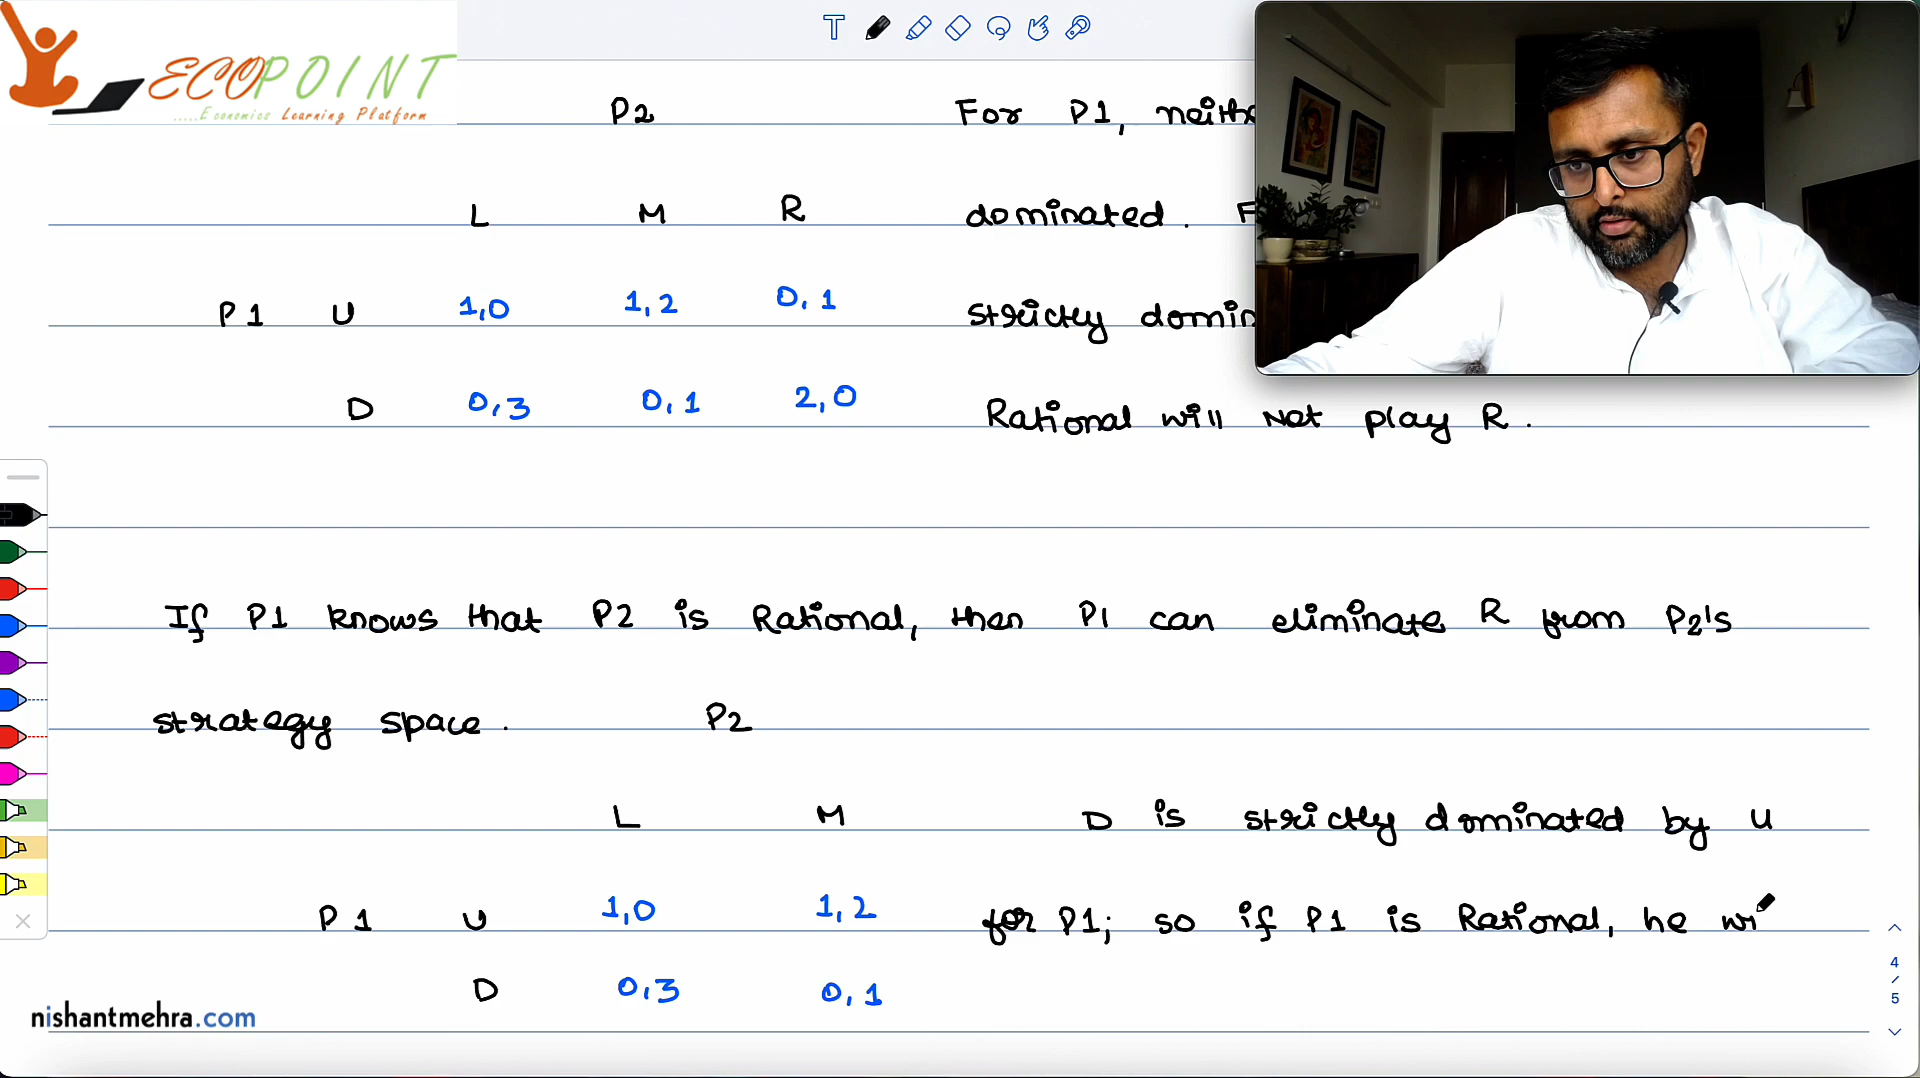 ECOPOINT
.....Economics Learning Platform
P2
For P1,
L M R
dominated.
P1 U 1,0 1,2 0,1
strictly
D 0,3 0,1 2,0
Rational will Not play R.
If P1 knows that P2 is Rational, then P1 can eliminate R from P2's
strategy space.
P2
L M
D is strictly dominated by U
P1 U 1,0 1,2
for P1; so if P1 is Rational, he
D 0,3 0,1
nishantmehra.com
4
/
5